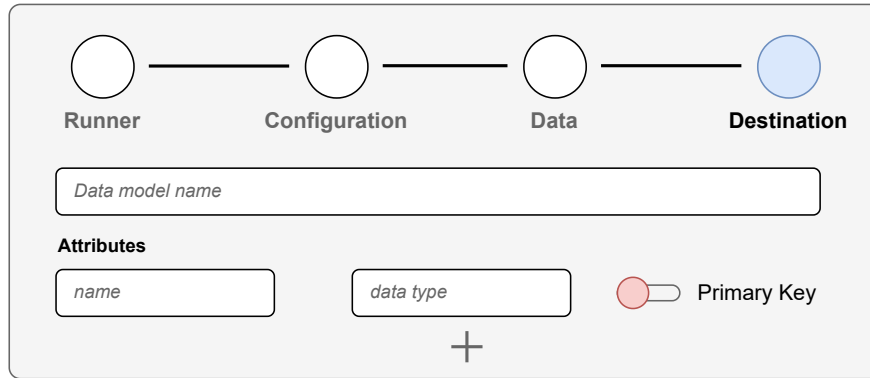 Runner Configuration Data Destination
Data model name
Attributes
name data type Primary Key